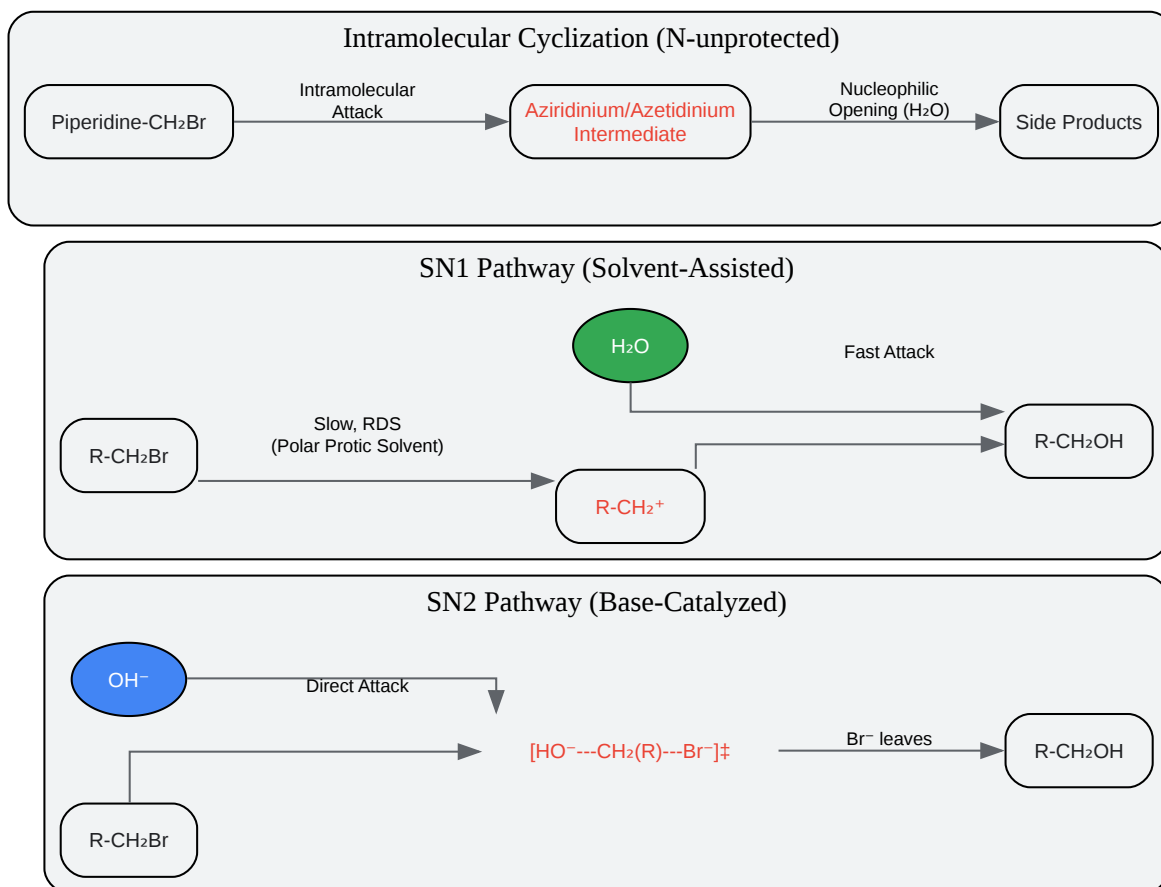 Intramolecular Cyclization (N-unprotected)
Piperidine-CH₂Br
Intramolecular
Attack
Aziridinium/Azetidinium
Intermediate
Nucleophilic
Opening (H₂O)
Side Products
SN1 Pathway (Solvent-Assisted)
H₂O
Fast Attack
R-CH₂Br
Slow, RDS
(Polar Protic Solvent)
R-CH₂⁺
R-CH₂OH
SN2 Pathway (Base-Catalyzed)
OH⁻
Direct Attack
R-CH₂Br
[HO⁻---CH₂(R)---Br⁻]‡
Br⁻ leaves
R-CH₂OH